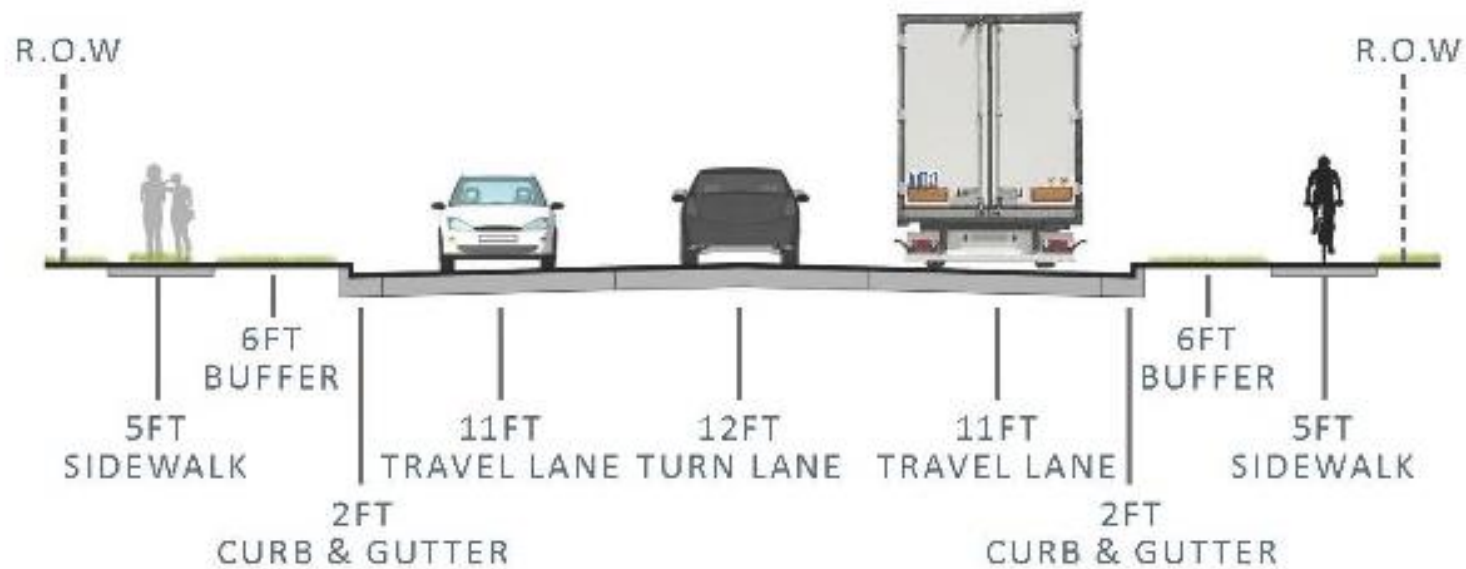 R.O.W
R.O.W
6FT
BUFFER
6FT
BUFFER
5FT
SIDEWALK
11FT
TRAVEL LANE
12FT
TURN LANE
11FT
TRAVEL LANE
5FT
SIDEWALK
2FT
CURB & GUTTER
2FT
CURB & GUTTER